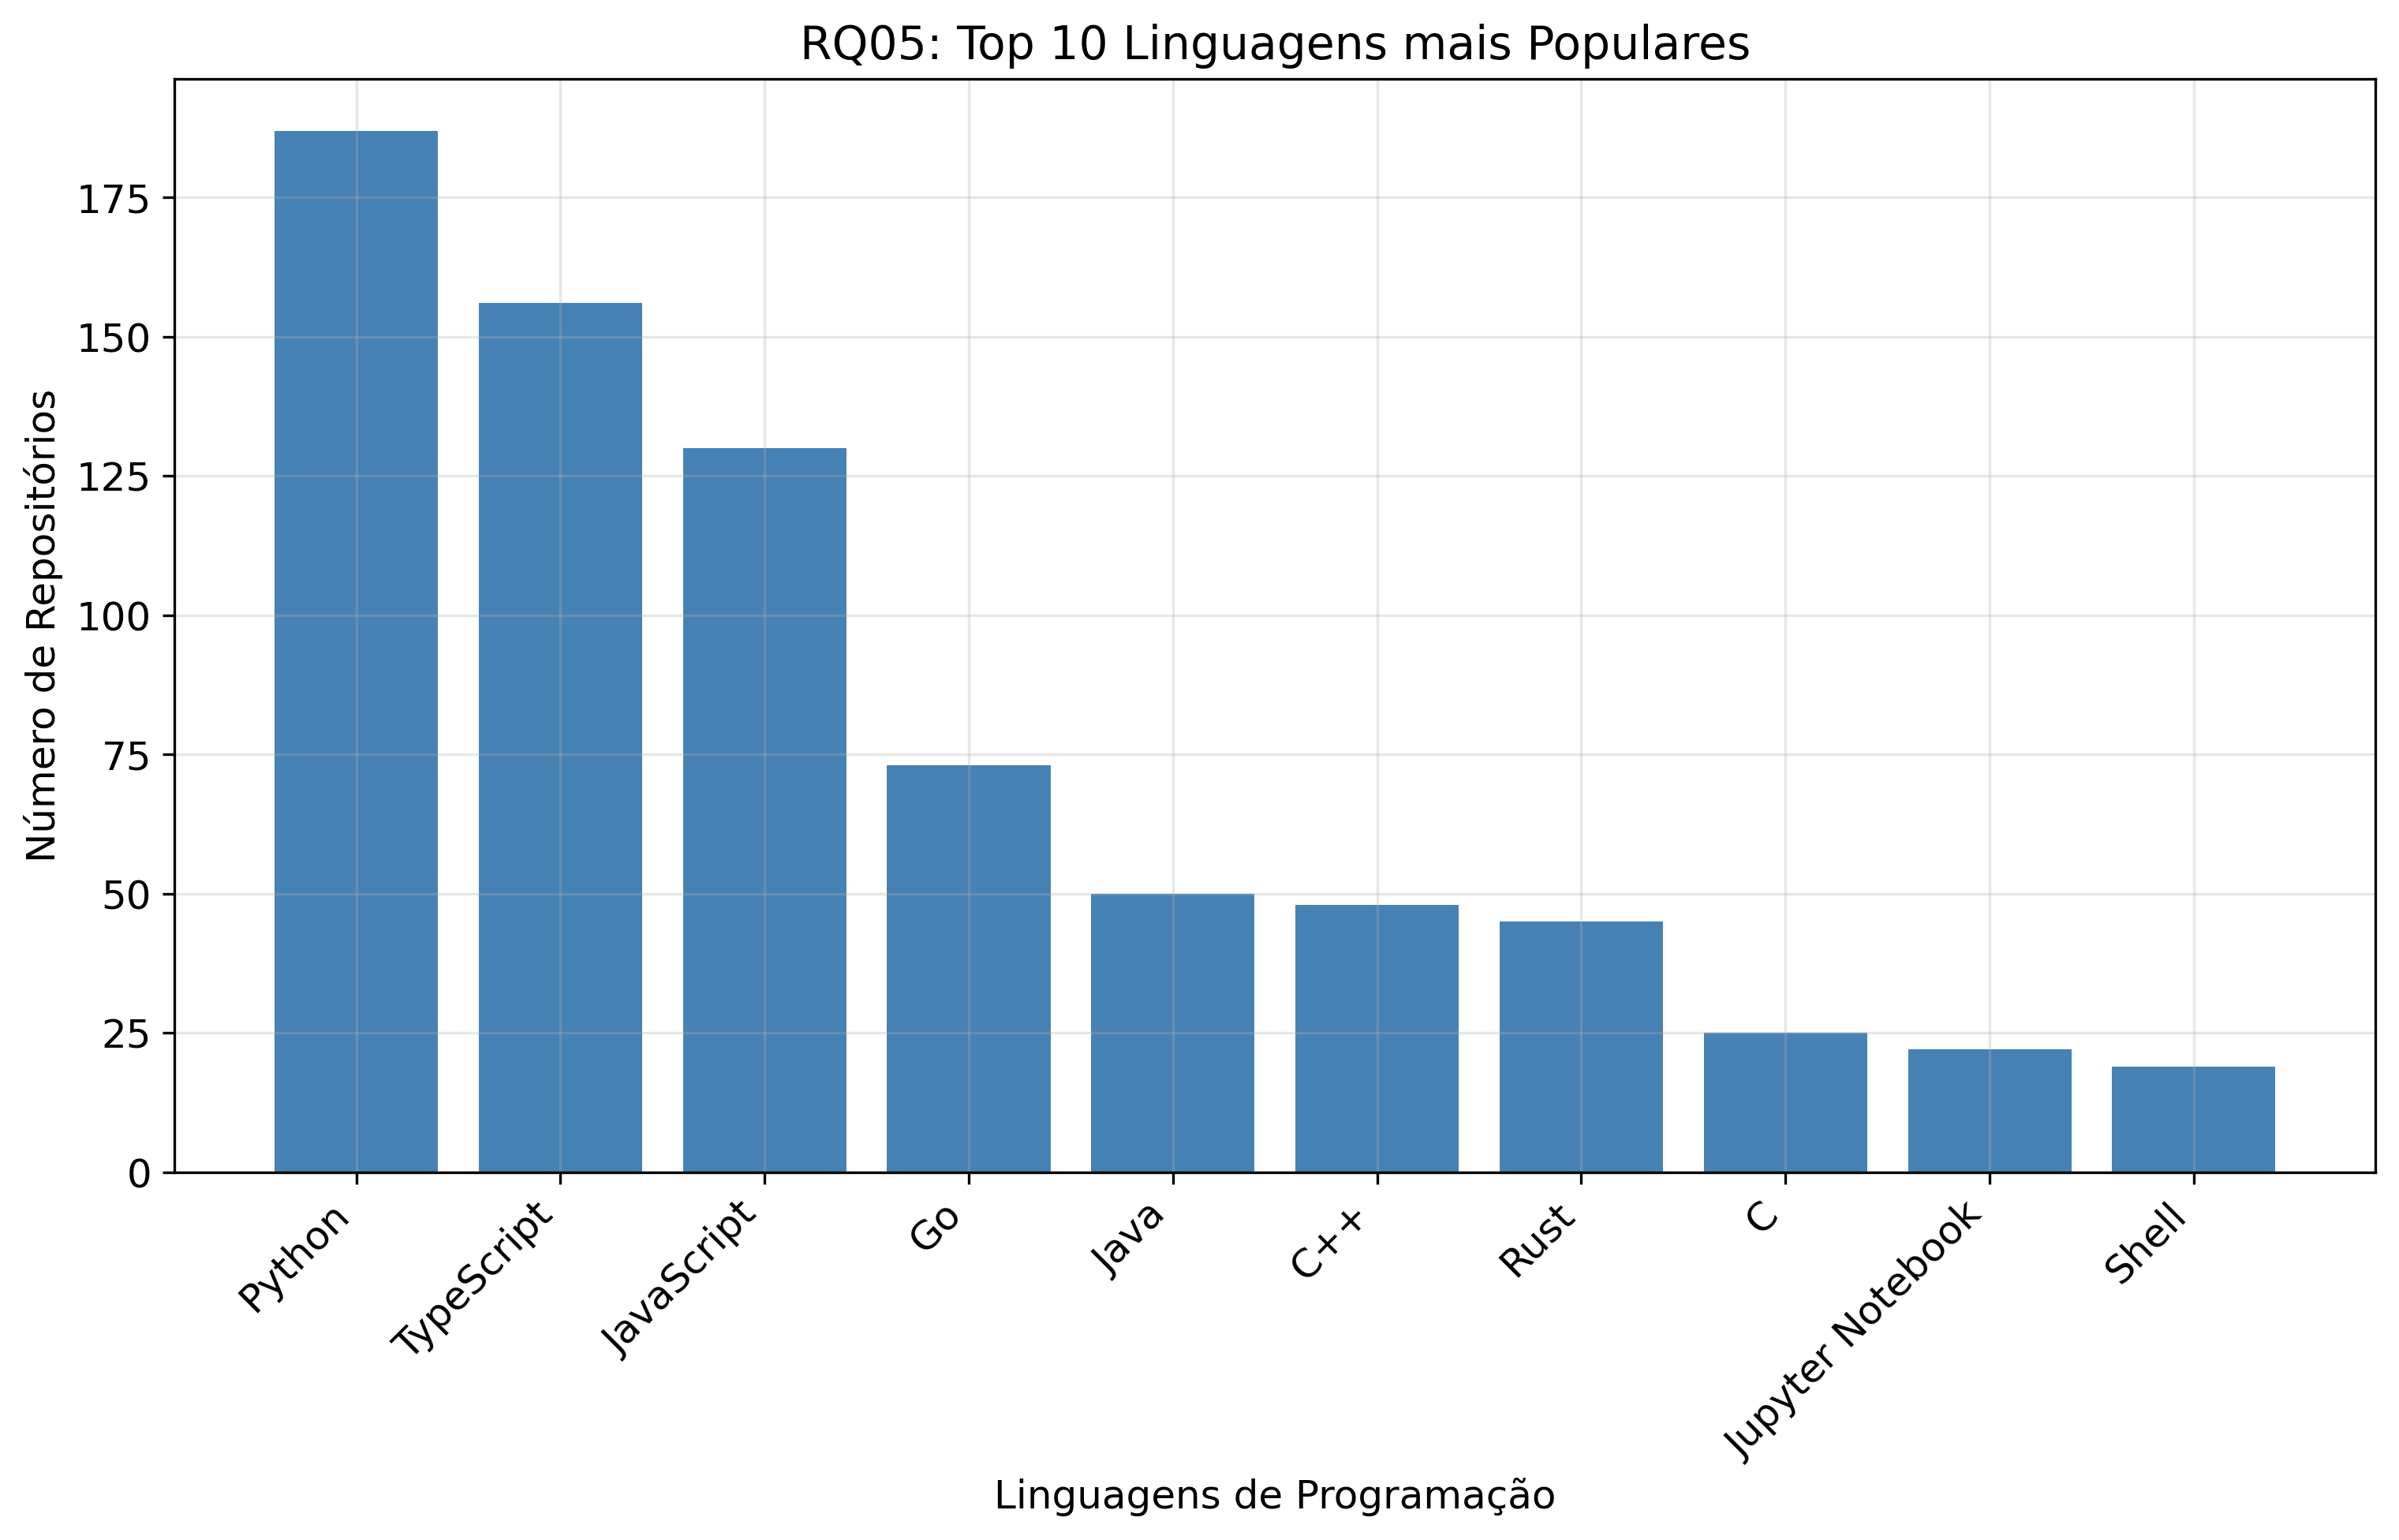 RQ05: Top 10 Linguagens mais Populares
Número de Repositórios
175
150
125
100
75
50
25
0
Python
TypeScript
JavaScript
Go
Java
C++
Rust
C
Jupyter Notebook
Shell
Linguagens de Programação